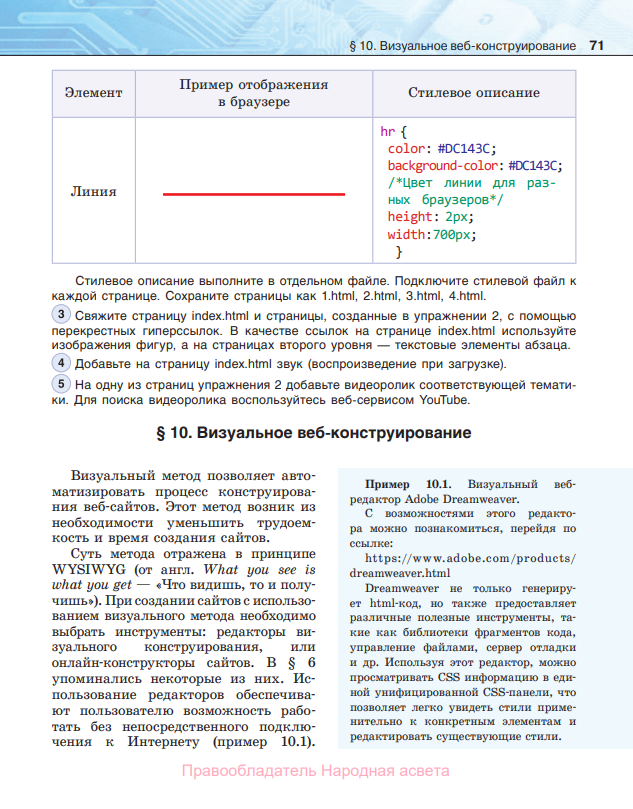 § 10. Визуальное веб-конструирование 71
Элемент
Пример отображения
в браузере
Стилевое описание
Линия
hr {
color: #DC143C;
background-color: #DC143C;
/*Цвет линии для раз-
ных браузеров*/
height: 2px;
width:700px;
}
Стилевое описание выполните в отдельном файле. Подключите стилевой файл к
каждой странице. Сохраните страницы как 1.html, 2.html, 3.html, 4.html.
3 Свяжите страницу index.html и страницы, созданные в упражнении 2, с помощью
перекрестных гиперссылок. В качестве ссылок на странице index.html используйте
изображения фигур, а на страницах второго уровня — текстовые элементы абзаца.
4 Добавьте на страницу index.html звук (воспроизведение при загрузке).
5 На одну из страниц упражнения 2 добавьте видеоролик соответствующей темати-
ки. Для поиска видеоролика воспользуйтесь веб-сервисом YouTube.
§ 10. Визуальное веб-конструирование
Визуальный метод позволяет авто-
матизировать процесс конструирова-
ния веб-сайтов. Этот метод возник из
необходимости уменьшить трудоем-
кость и время создания сайтов.
Суть метода отражена в принципе
WYSIWYG (от англ. What you see is
what you get — «Что видишь, то и полу-
чишь»). При создании сайтов с использо-
ванием визуального метода необходимо
выбрать инструменты: редакторы ви-
зуального конструирования, или
онлайн-конструкторы сайтов. В § 6
упоминались некоторые из них. Ис-
пользование редакторов обеспечива-
ют пользователю возможность рабо-
тать без непосредственного подклю-
чения к Интернету (пример 10.1).
Пример 10.1. Визуальный веб-
редактор Adobe Dreamweaver.
С возможностями этого редакто-
ра можно познакомиться, перейдя по
ссылке:
https://www.adobe.com/products/
dreamweaver.html
Dreamweaver не только генериру-
ет html-код, но также предоставляет
различные полезные инструменты, та-
кие как библиотеки фрагментов кода,
управление файлами, сервер отладки
и др. Используя этот редактор, можно
просматривать CSS информацию в еди-
ной унифицированной CSS-панели, что
позволяет легко увидеть стили приме-
нительно к конкретным элементам и
редактировать существующие стили.
Правообладатель Народная асвета